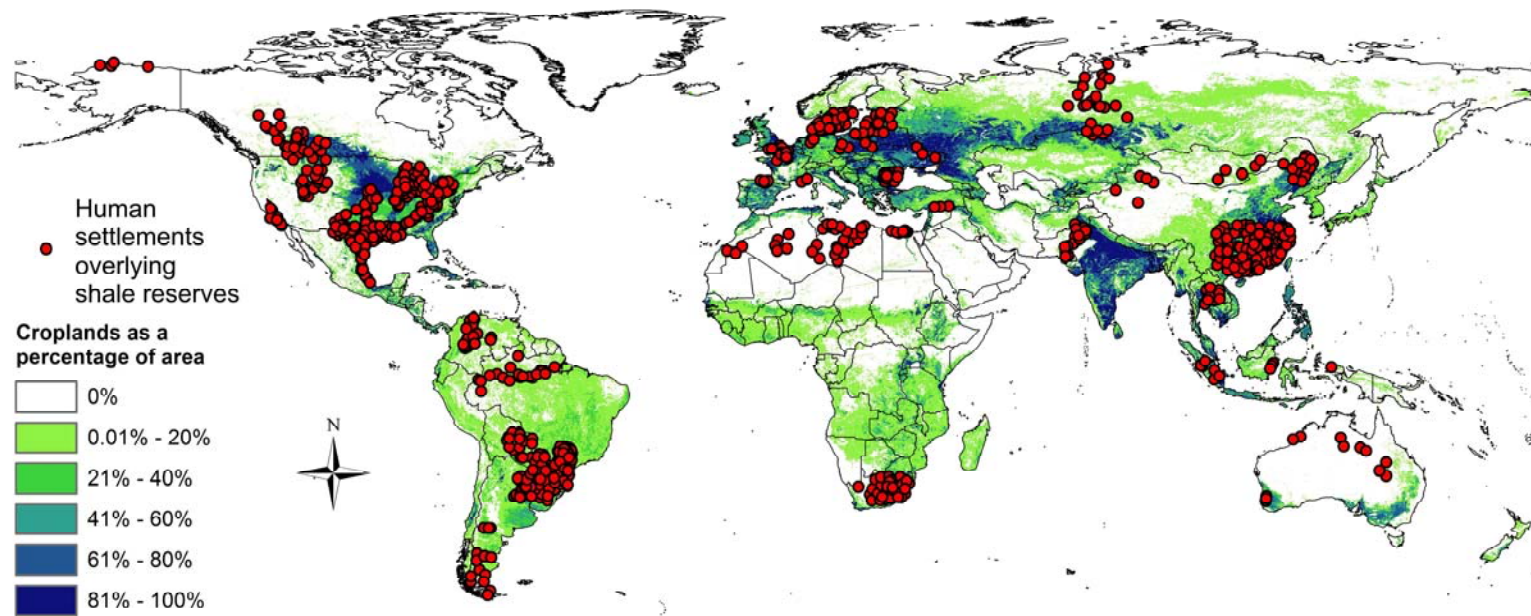 Human
settlements
overlying
shale reserves
Croplands as a
percentage of area
0%
0.01% - 20%
21% - 40%
41% - 60%
61% - 80%
81% - 100%
N